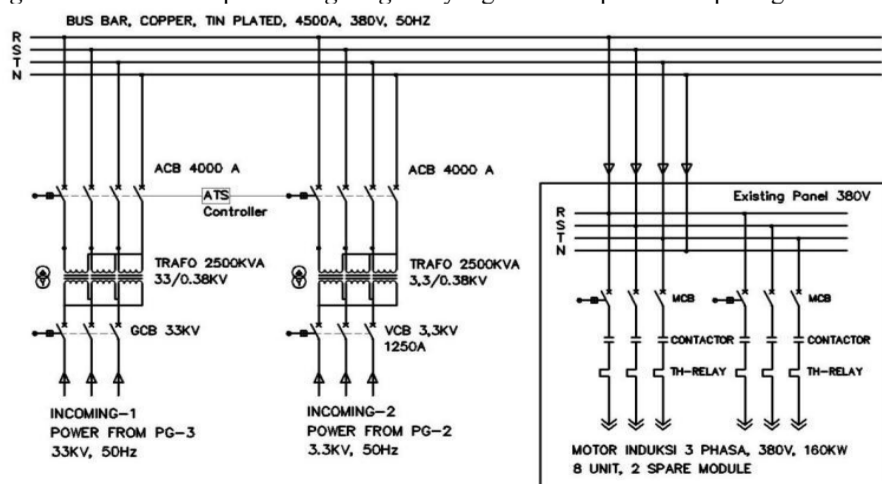 BUS BAR, COPPER, TIN PLATED, 4500A, 380V, 50HZ
R
S
T
N
ACB 4000 A
ATS
Controller
ACB 4000 A
TRAFO 2500KVA
33/0.38KV
TRAFO 2500KVA
3,3/0.38KV
GCB 33KV
VCB 3,3KV
1250A
INCOMING-1
POWER FROM PG-3
33KV, 50Hz
INCOMING-2
POWER FROM PG-2
3.3KV, 50Hz
Existing Panel 380V
R
S
T
N
MCB
MCB
CONTACTOR
CONTACTOR
TH-RELAY
TH-RELAY
MOTOR INDUKSI 3 PHASA, 380V, 160KW
8 UNIT, 2 SPARE MODULE